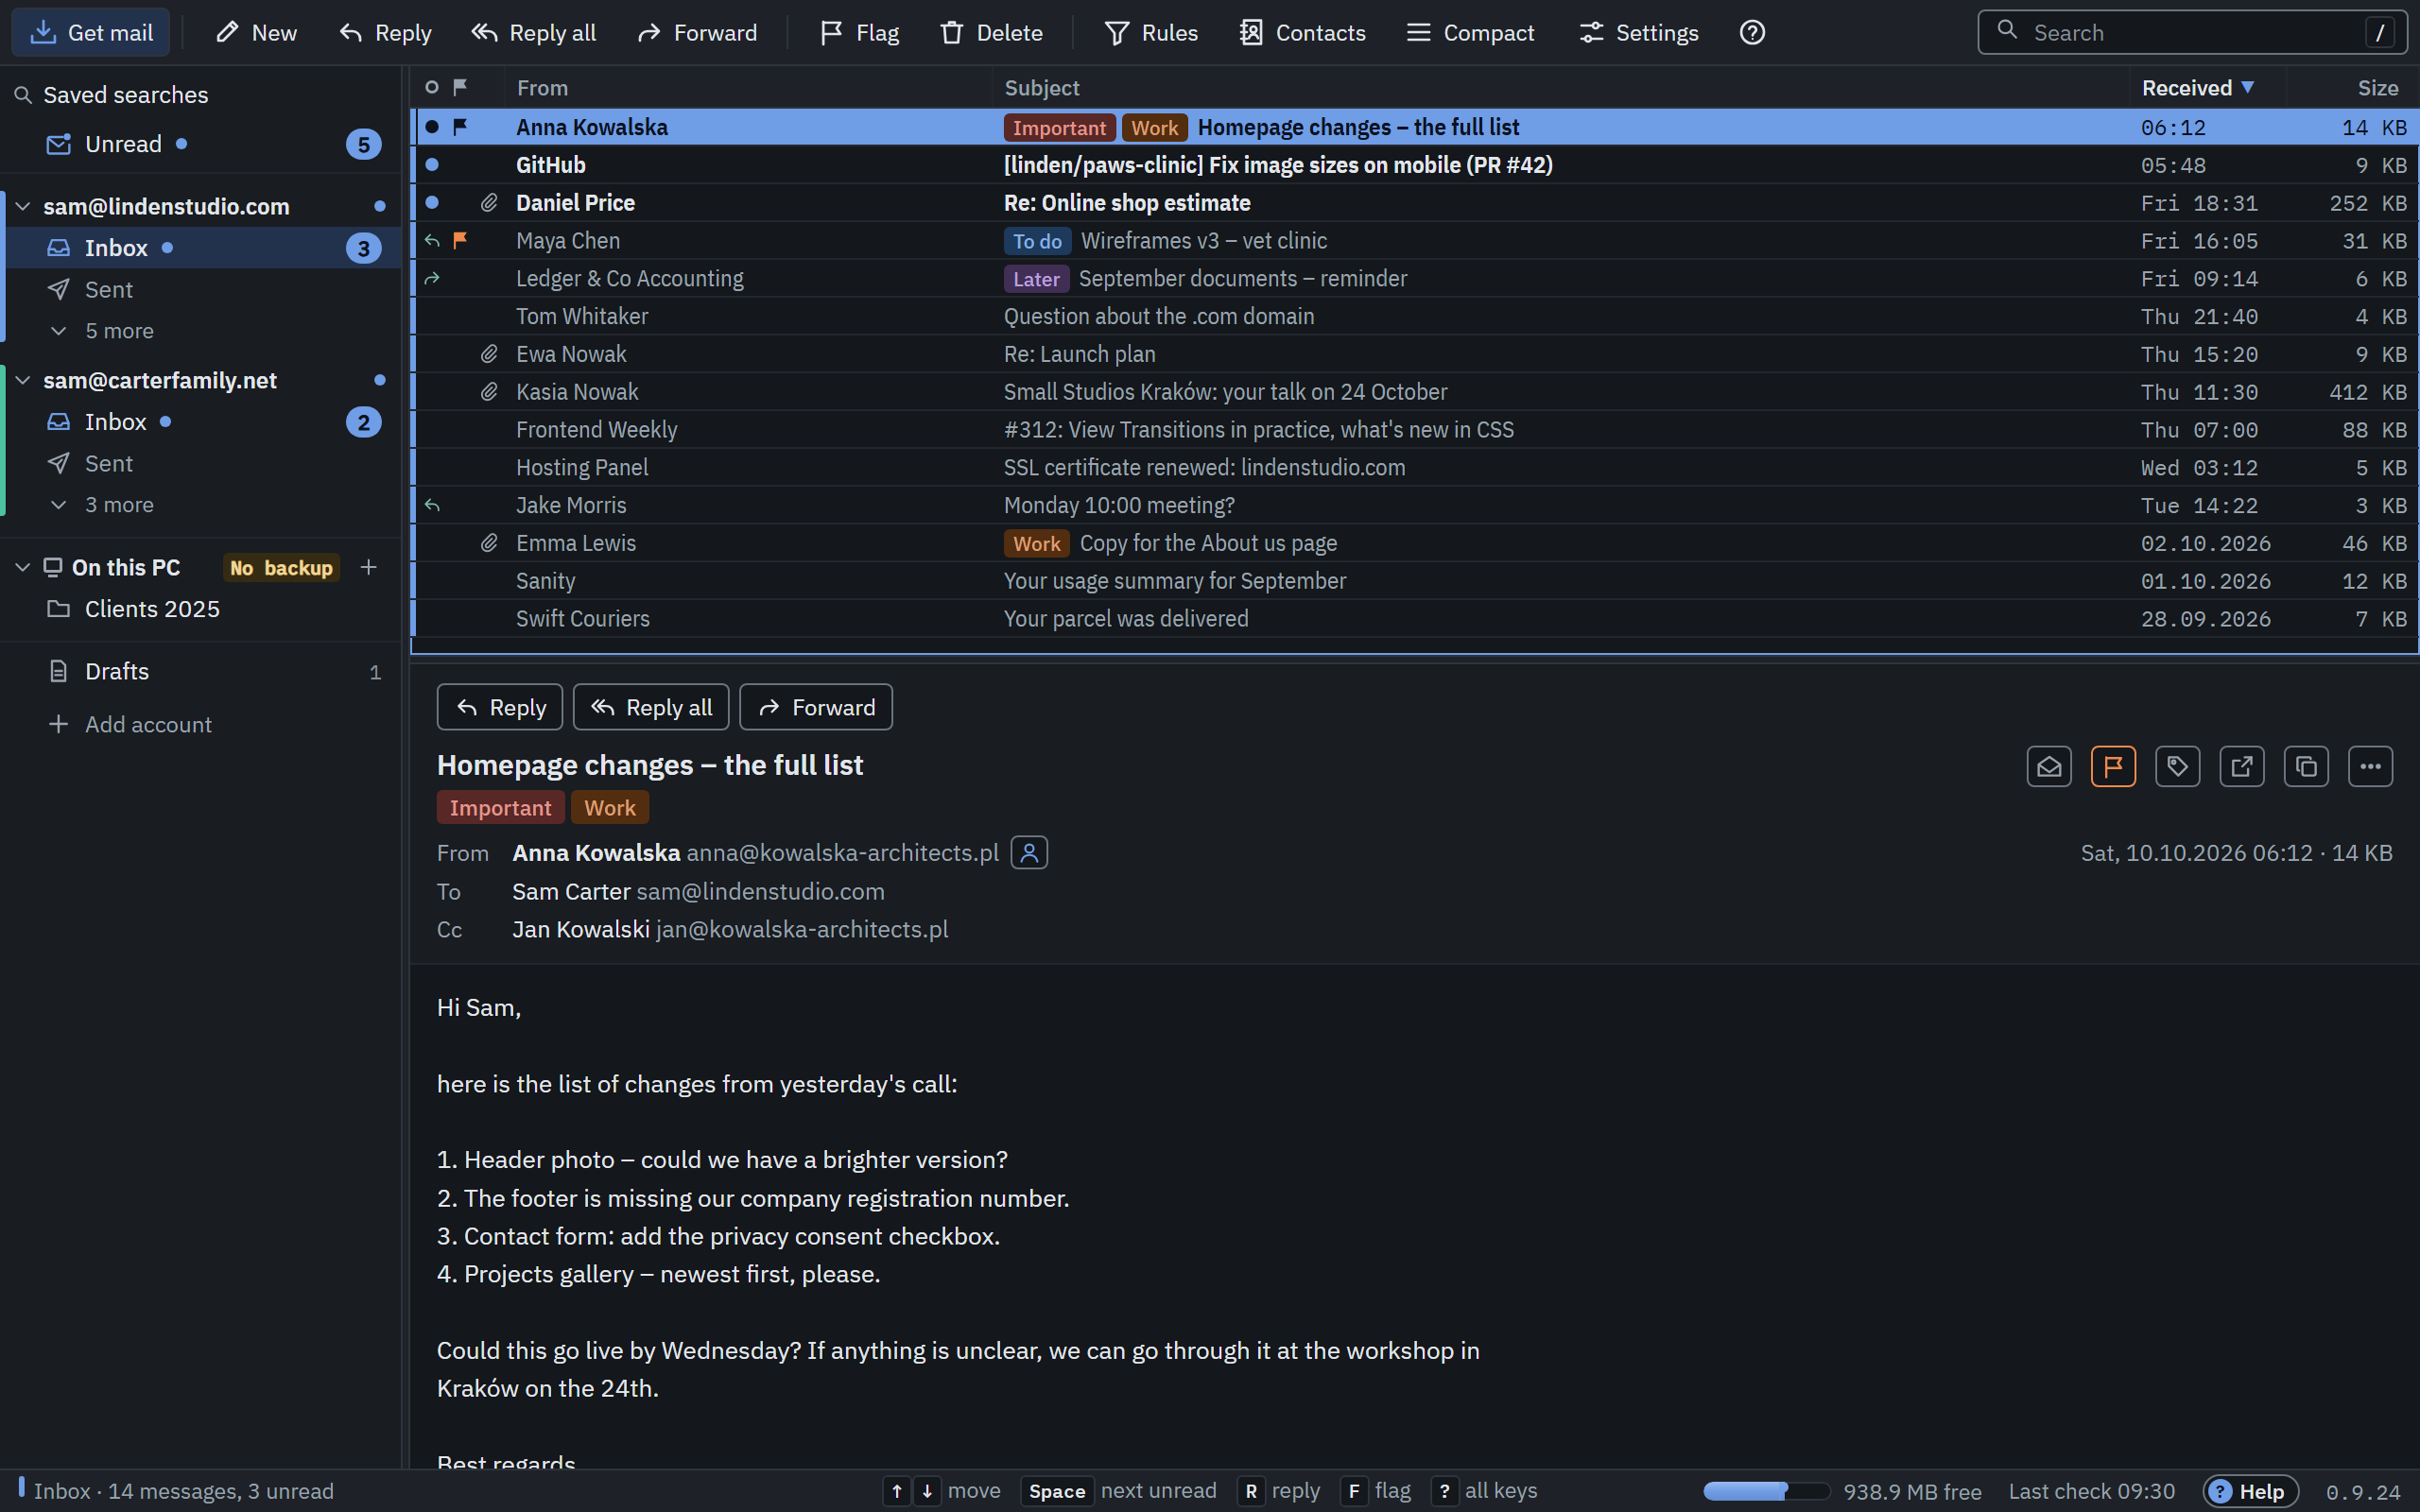 Get mail New Reply Reply all Forward Flag Delete Rules Contacts Compact Settings Search /
Saved searches
Unread 5
sam@lindenstudio.com
Inbox 3
Sent
5 more
sam@carterfamily.net
Inbox 2
Sent
3 more
On this PC No backup
Clients 2025
Drafts 1
Add account
From Subject Received Size
Anna Kowalska Important Work Homepage changes – the full list 06:12 14 KB
GitHub [linden/paws-clinic] Fix image sizes on mobile (PR #42) 05:48 9 KB
Daniel Price Re: Online shop estimate Fri 18:31 252 KB
Maya Chen To do Wireframes v3 – vet clinic Fri 16:05 31 KB
Ledger & Co Accounting Later September documents – reminder Fri 09:14 6 KB
Tom Whitaker Question about the .com domain Thu 21:40 4 KB
Ewa Nowak Re: Launch plan Thu 15:20 9 KB
Kasia Nowak Small Studios Kraków: your talk on 24 October Thu 11:30 412 KB
Frontend Weekly #312: View Transitions in practice, what's new in CSS Thu 07:00 88 KB
Hosting Panel SSL certificate renewed: lindenstudio.com Wed 03:12 5 KB
Jake Morris Monday 10:00 meeting? Tue 14:22 3 KB
Emma Lewis Work Copy for the About us page 02.10.2026 46 KB
Sanity Your usage summary for September 01.10.2026 12 KB
Swift Couriers Your parcel was delivered 28.09.2026 7 KB
Reply Reply all Forward
Homepage changes – the full list
Important Work
From Anna Kowalska anna@kowalska-architects.pl Sat, 10.10.2026 06:12 · 14 KB
To Sam Carter sam@lindenstudio.com
Cc Jan Kowalski jan@kowalska-architects.pl
Hi Sam,
here is the list of changes from yesterday's call:
1. Header photo – could we have a brighter version?
2. The footer is missing our company registration number.
3. Contact form: add the privacy consent checkbox.
4. Projects gallery – newest first, please.
Could this go live by Wednesday? If anything is unclear, we can go through it at the workshop in
Kraków on the 24th.
Best regards
Inbox · 14 messages, 3 unread ↑ ↓ move Space next unread R reply F flag ? all keys 938.9 MB free Last check 09:30 ? Help 0.9.24